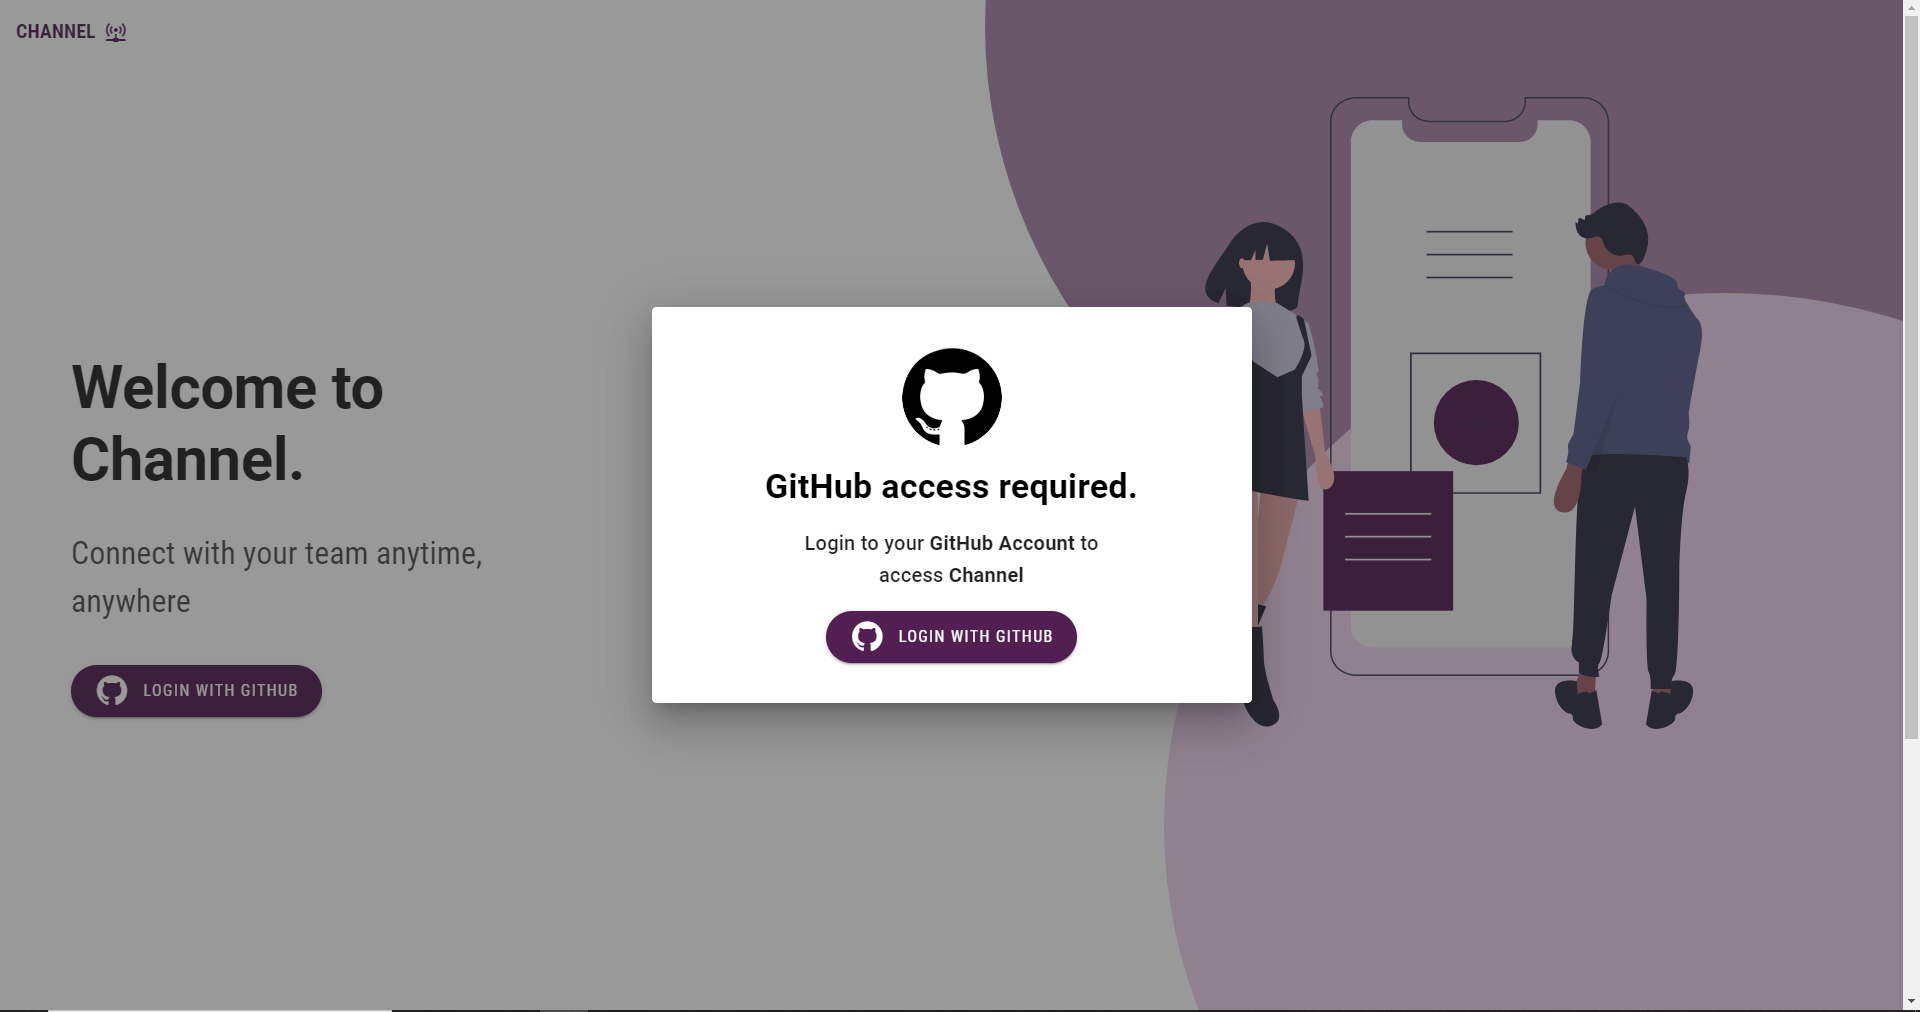 CHANNEL
Welcome to
Channel.
Connect with your team anytime,
anywhere
LOGIN WITH GITHUB
GitHub access required.
Login to your GitHub Account to
access Channel
LOGIN WITH GITHUB